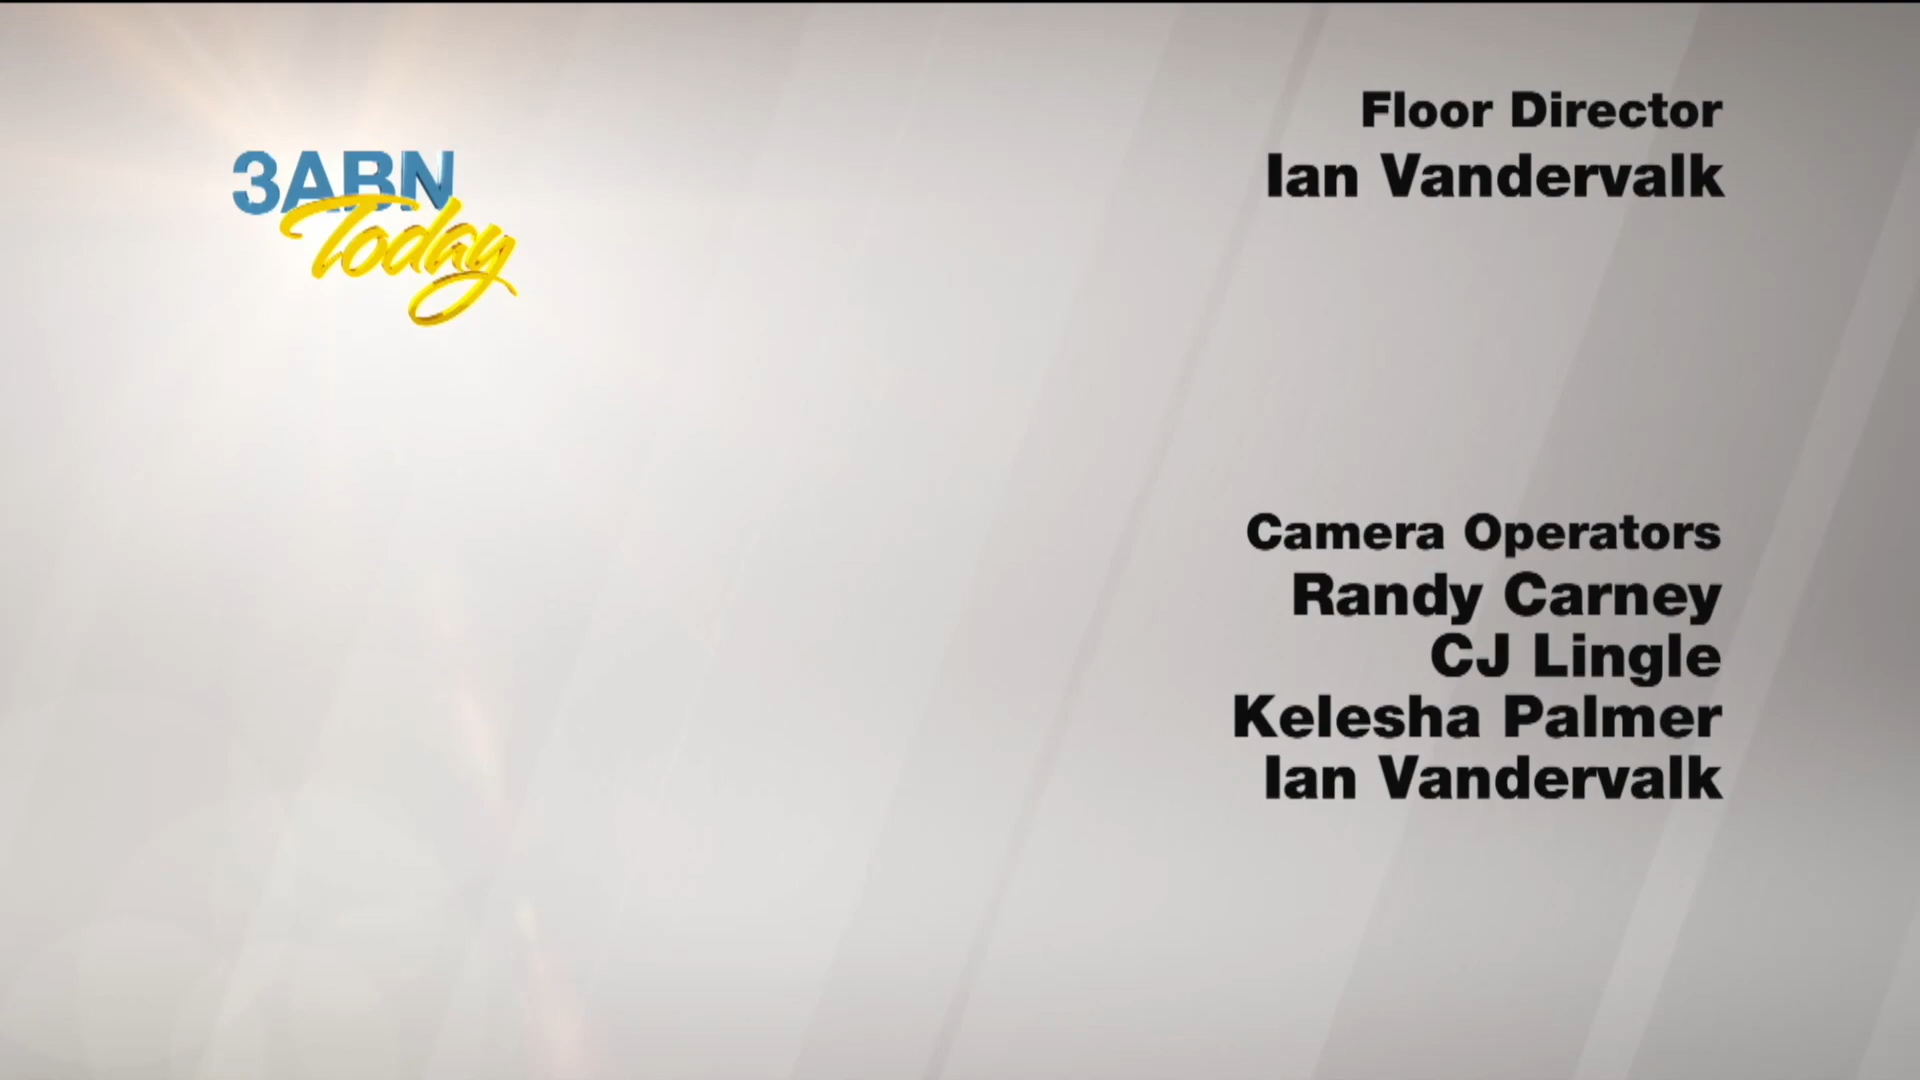 3ABN
Today
Floor Director
Ian Vandervalk
Camera Operators
Randy Carney
CJ Lingle
Kelesha Palmer
Ian Vandervalk